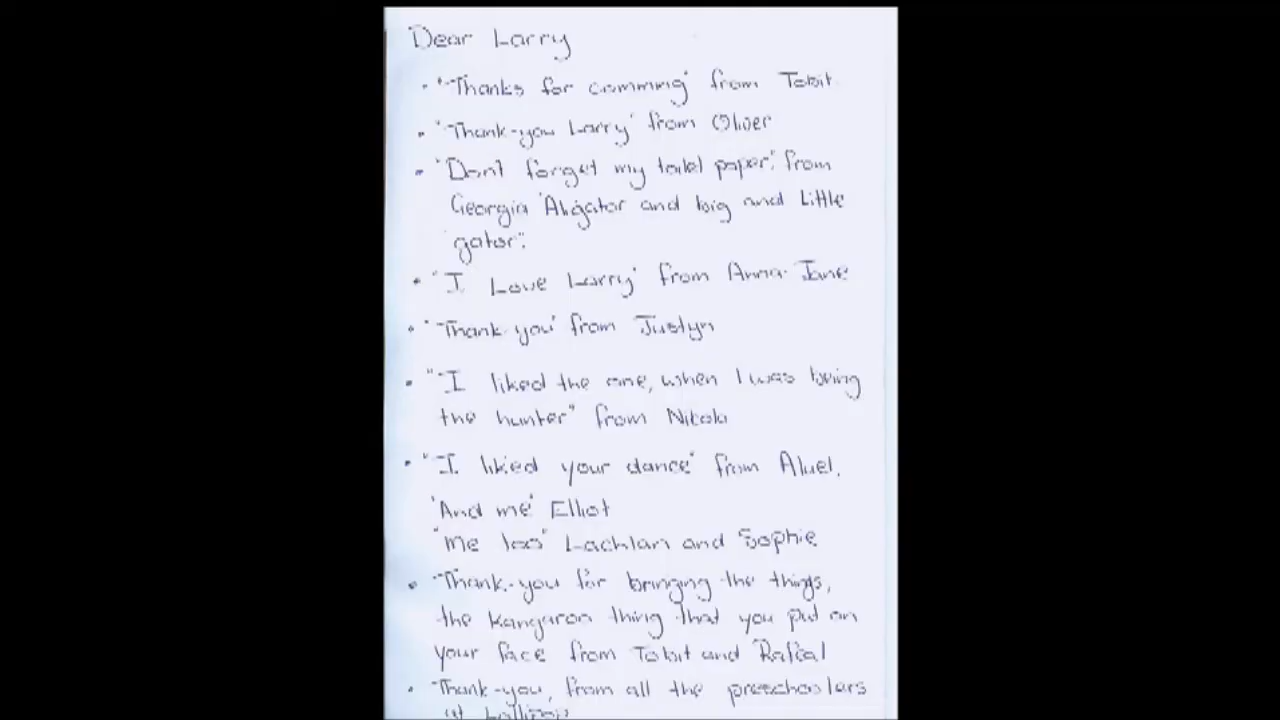 Dear Larry
• "Thanks for comming" from Tobit
• "Thank-you Larry" from Oliver
• "Don't forget my toilet paper". from
Georgia 'Aligator and big and Little
gator".
• "I Love Larry" from Anna-Jane
• "Thank-you" from Justyn
• "I liked the one, when I was being
the hunter" from Nicola
• "I liked your dance" from Aluel.
"And me" Elliot
"Me too" Lachlan and Sophie
• "Thank-you for bringing the things,
the kangaroo thing that you put on
your face from Tobit and Rafeal
• "Thank-you, from all the preschoolers
at